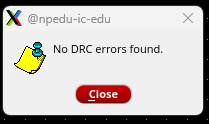 @npedu-ic-edu
No DRC errors found.
Close